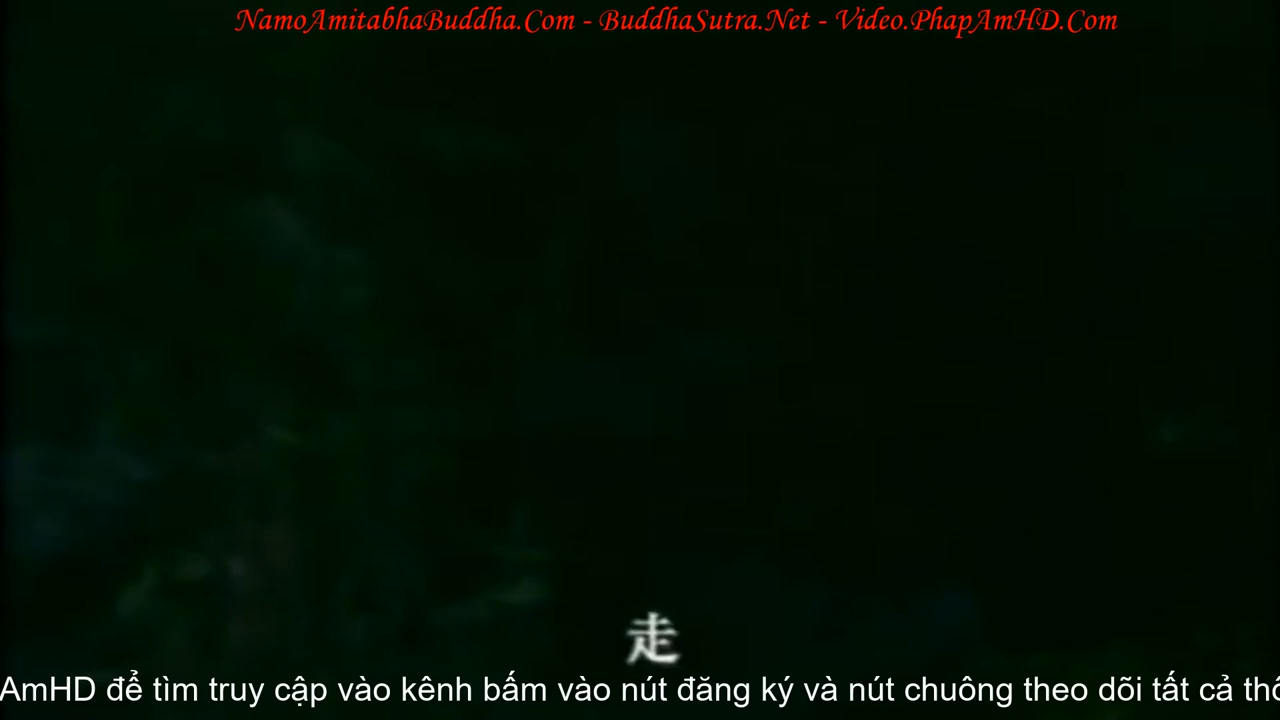 NamoAmitabhaBuddha.Com - BuddhaSutra.Net - Video.PhapAmHD.Com
走
AmHD để tìm truy cập vào kênh bấm vào nút đăng ký và nút chuông theo dõi tất cả